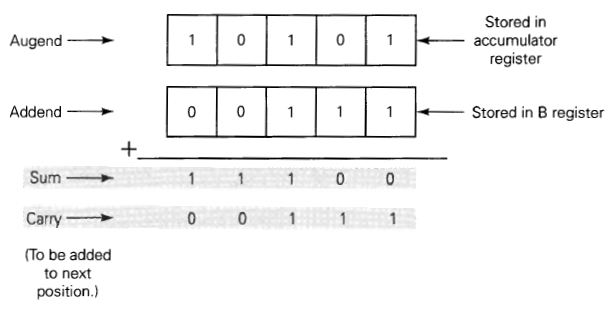 Augend 1 0 1 0 1 Stored in
accumulator
register
Addend 0 0 1 1 1 Stored in B register
+
Sum 1 1 1 0 0
Carry 0 0 1 1 1
(To be added
to next
position.)